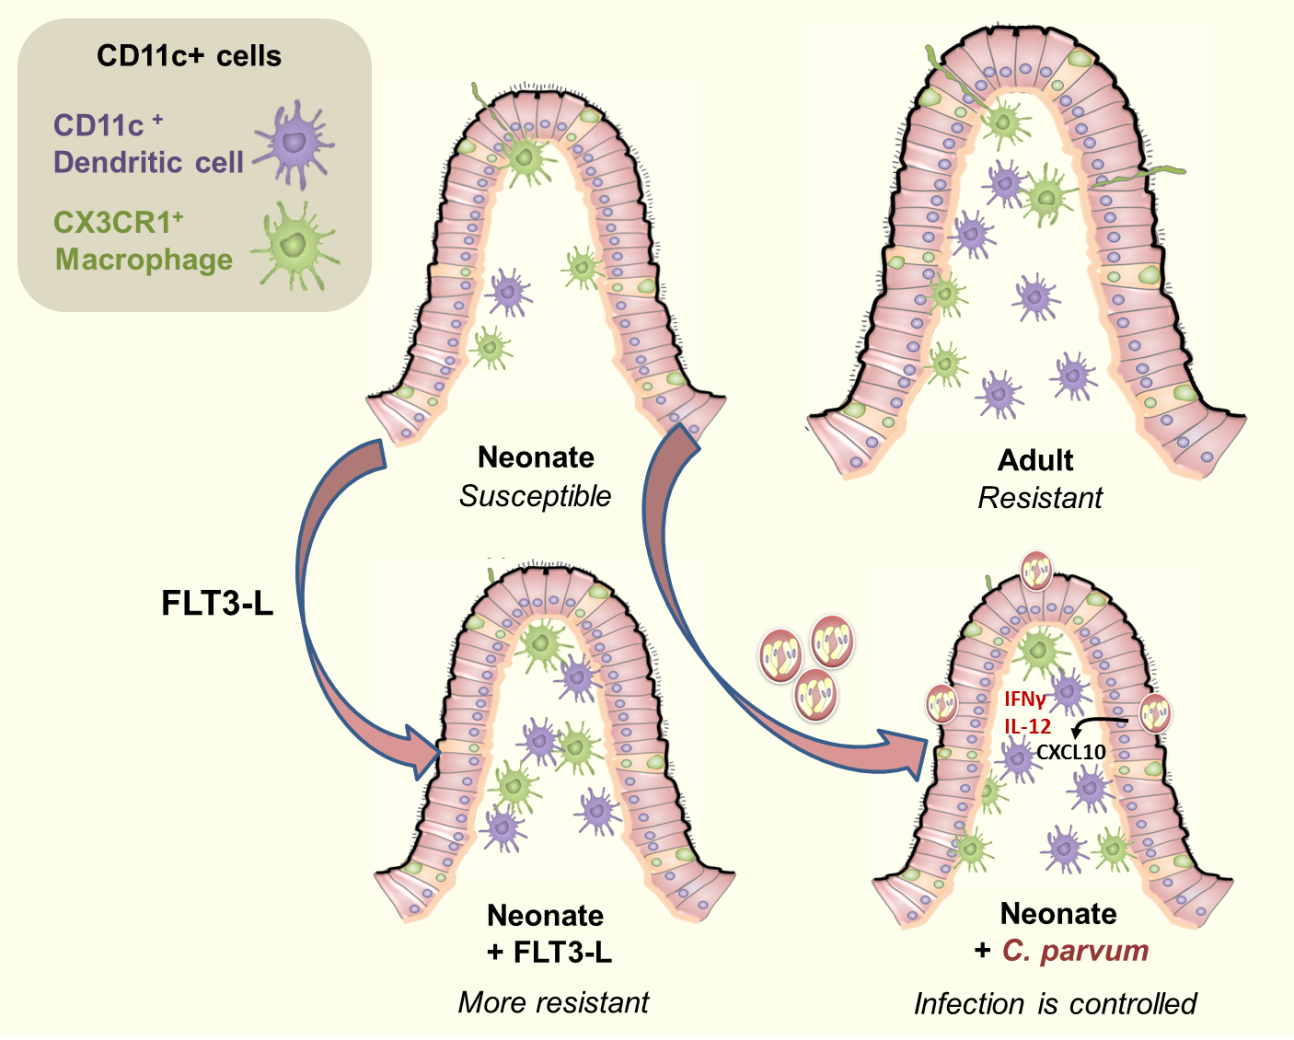 CD11c+ cells
CD11c +
Dendritic cell
CX3CR1+
Macrophage
Neonate
Susceptible
Adult
Resistant
FLT3-L
IFNγ
IL-12
CXCL10
Neonate
+ FLT3-L
More resistant
Neonate
+ C. parvum
Infection is controlled